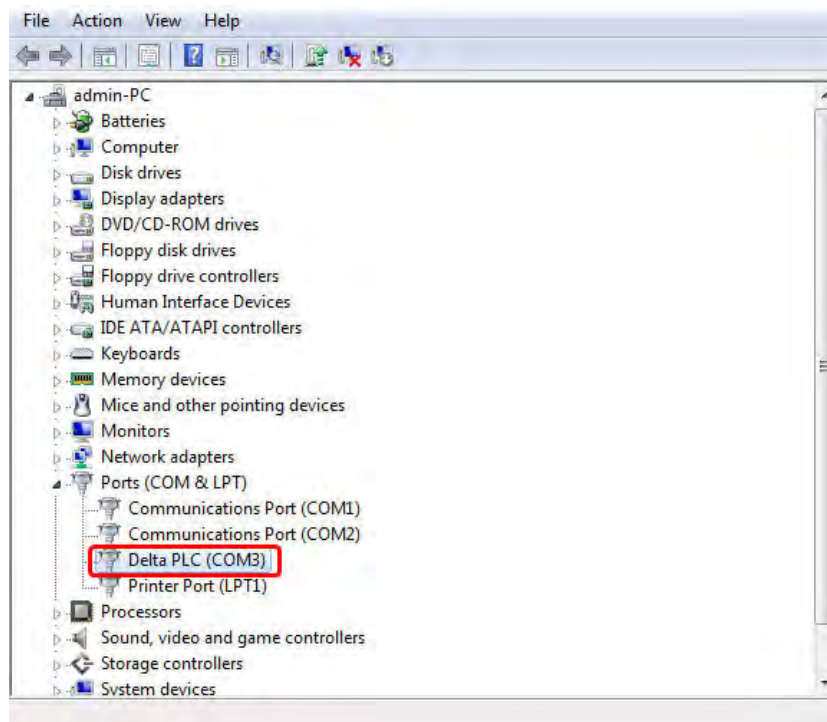 File Action View Help
admin-PC
Batteries
Computer
Disk drives
Display adapters
DVD/CD-ROM drives
Floppy disk drives
Floppy drive controllers
Human Interface Devices
IDE ATA/ATAPI controllers
Keyboards
Memory devices
Mice and other pointing devices
Monitors
Network adapters
Ports (COM & LPT)
Communications Port (COM1)
Communications Port (COM2)
Delta PLC (COM3)
Printer Port (LPT1)
Processors
Sound, video and game controllers
Storage controllers
System devices